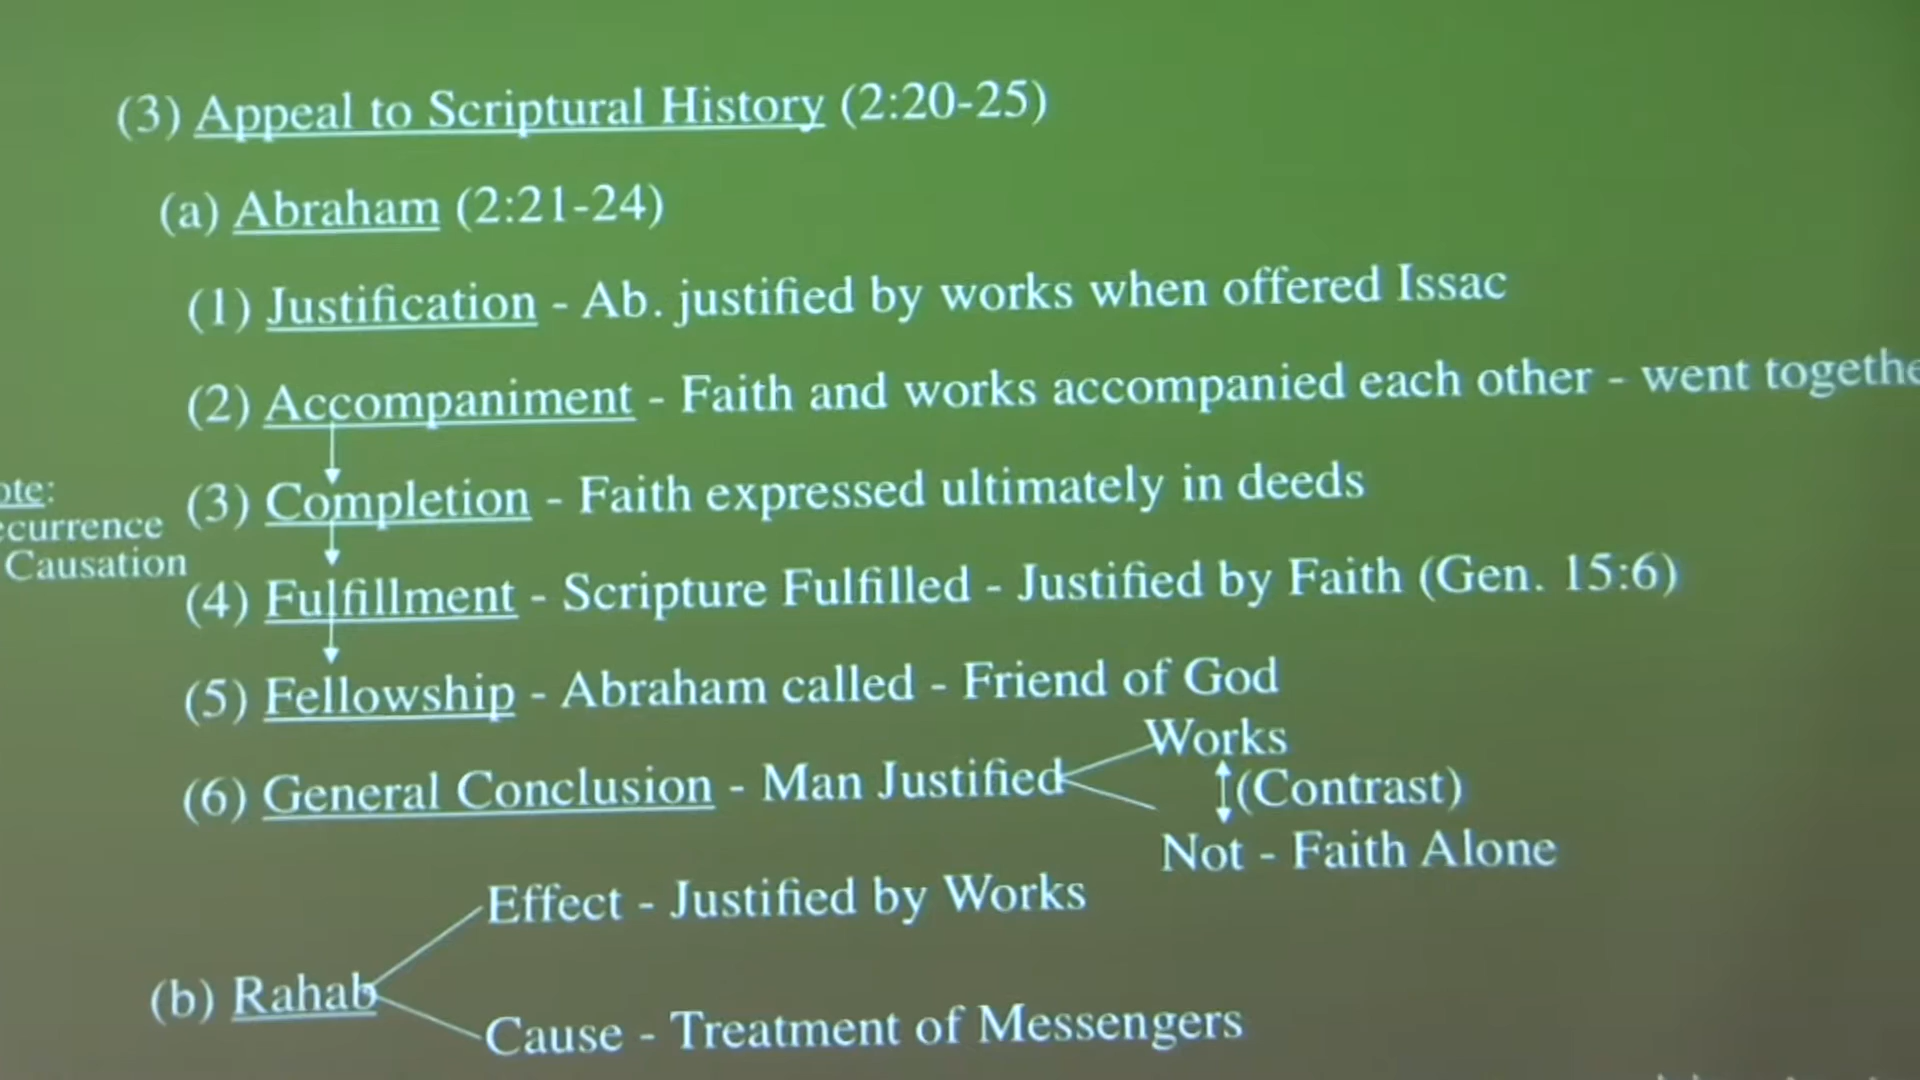 (3) Appeal to Scriptural History (2:20-25)
(a) Abraham (2:21-24)
(1) Justification - Ab. justified by works when offered Issac
(2) Accompaniment - Faith and works accompanied each other - went togethe
ote:
(3) Completion - Faith expressed ultimately in deeds
currence
Causation
(4) Fulfillment - Scripture Fulfilled - Justified by Faith (Gen. 15:6)
(5) Fellowship - Abraham called - Friend of God
Works
(6) General Conclusion - Man Justified
(Contrast)
Not - Faith Alone
Effect - Justified by Works
(b) Rahab
Cause - Treatment of Messengers